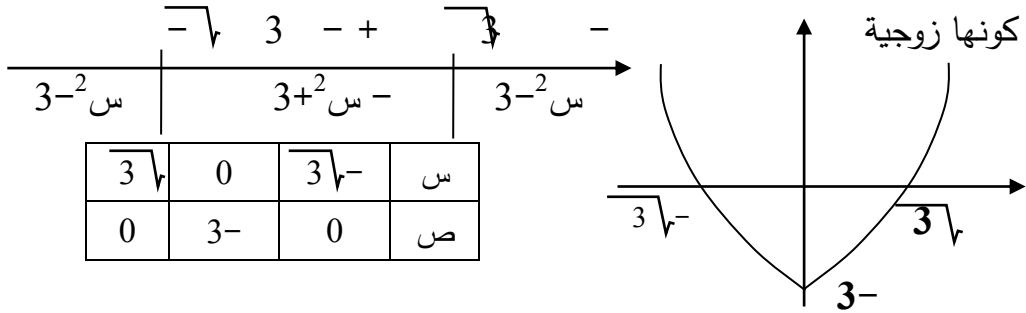 كونها زوجية
− √3 − + √3 −
س²−3 − س²+3 س²−3
س −√3 0 √3
ص 0 −3 0
−√3 √3
−3